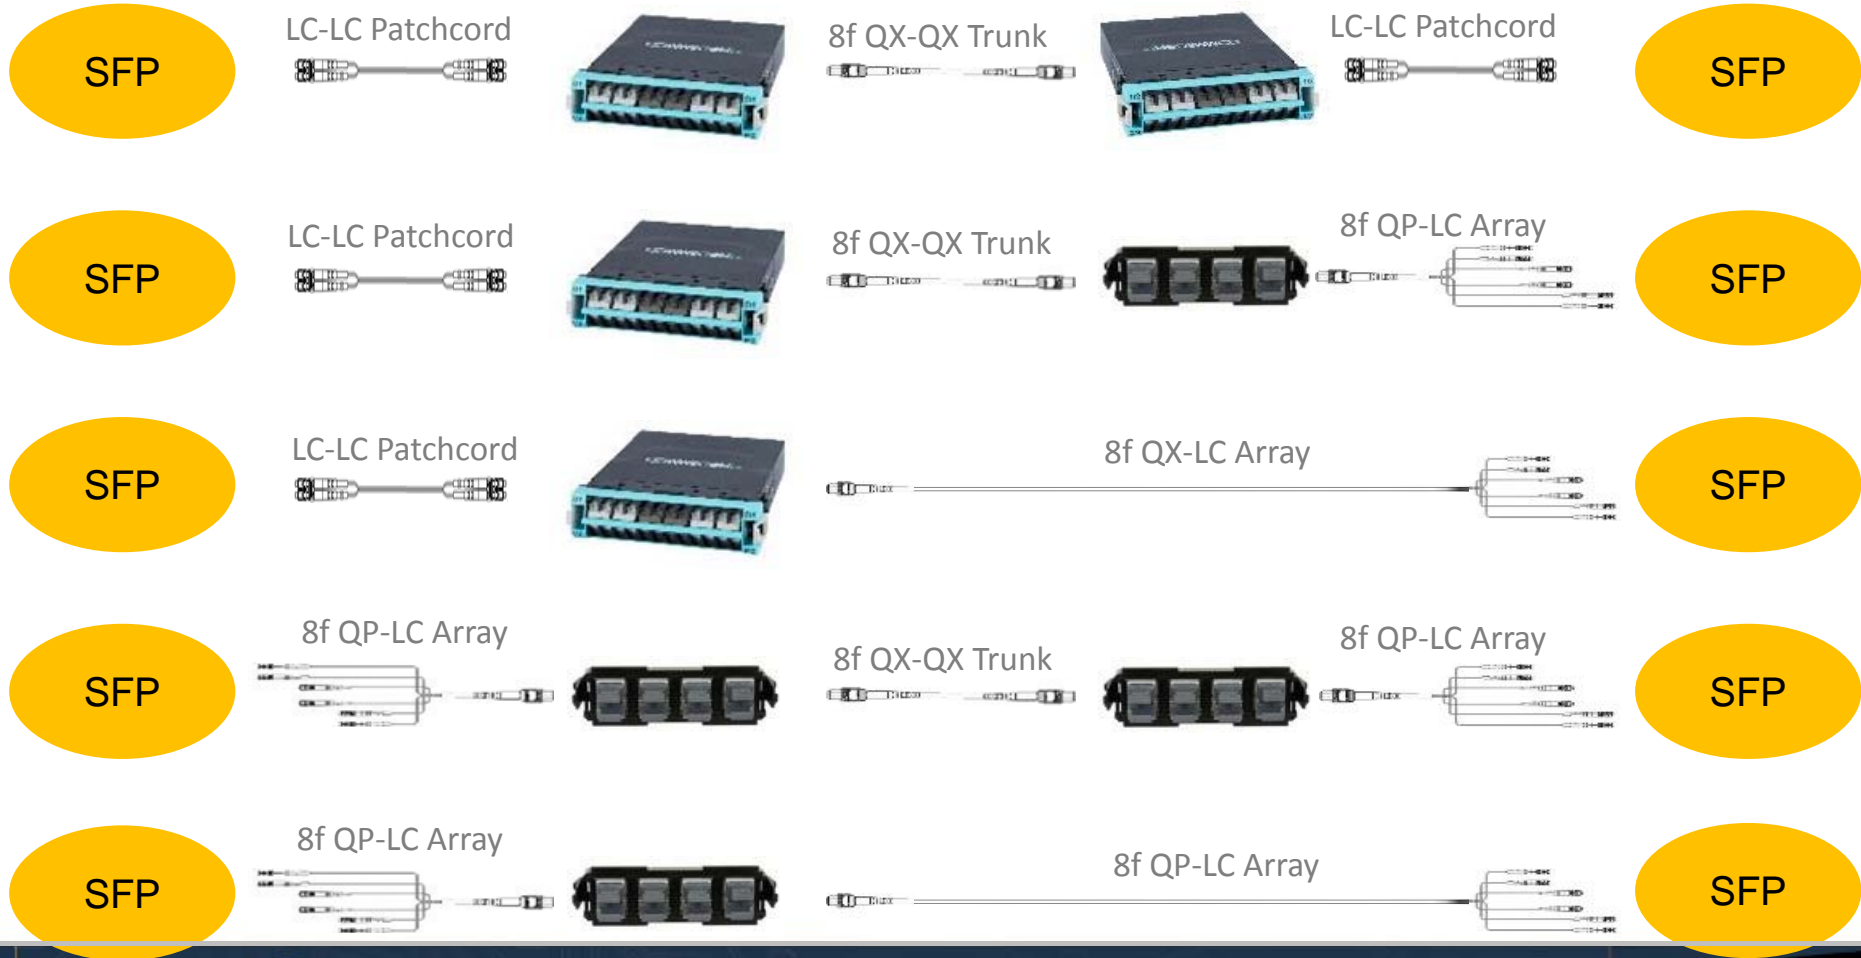 SFP
LC-LC Patchcord
8f QX-QX Trunk
LC-LC Patchcord
SFP
SFP
LC-LC Patchcord
8f QX-QX Trunk
8f QP-LC Array
SFP
SFP
LC-LC Patchcord
8f QX-LC Array
SFP
SFP
8f QP-LC Array
8f QX-QX Trunk
8f QP-LC Array
SFP
SFP
8f QP-LC Array
8f QP-LC Array
SFP